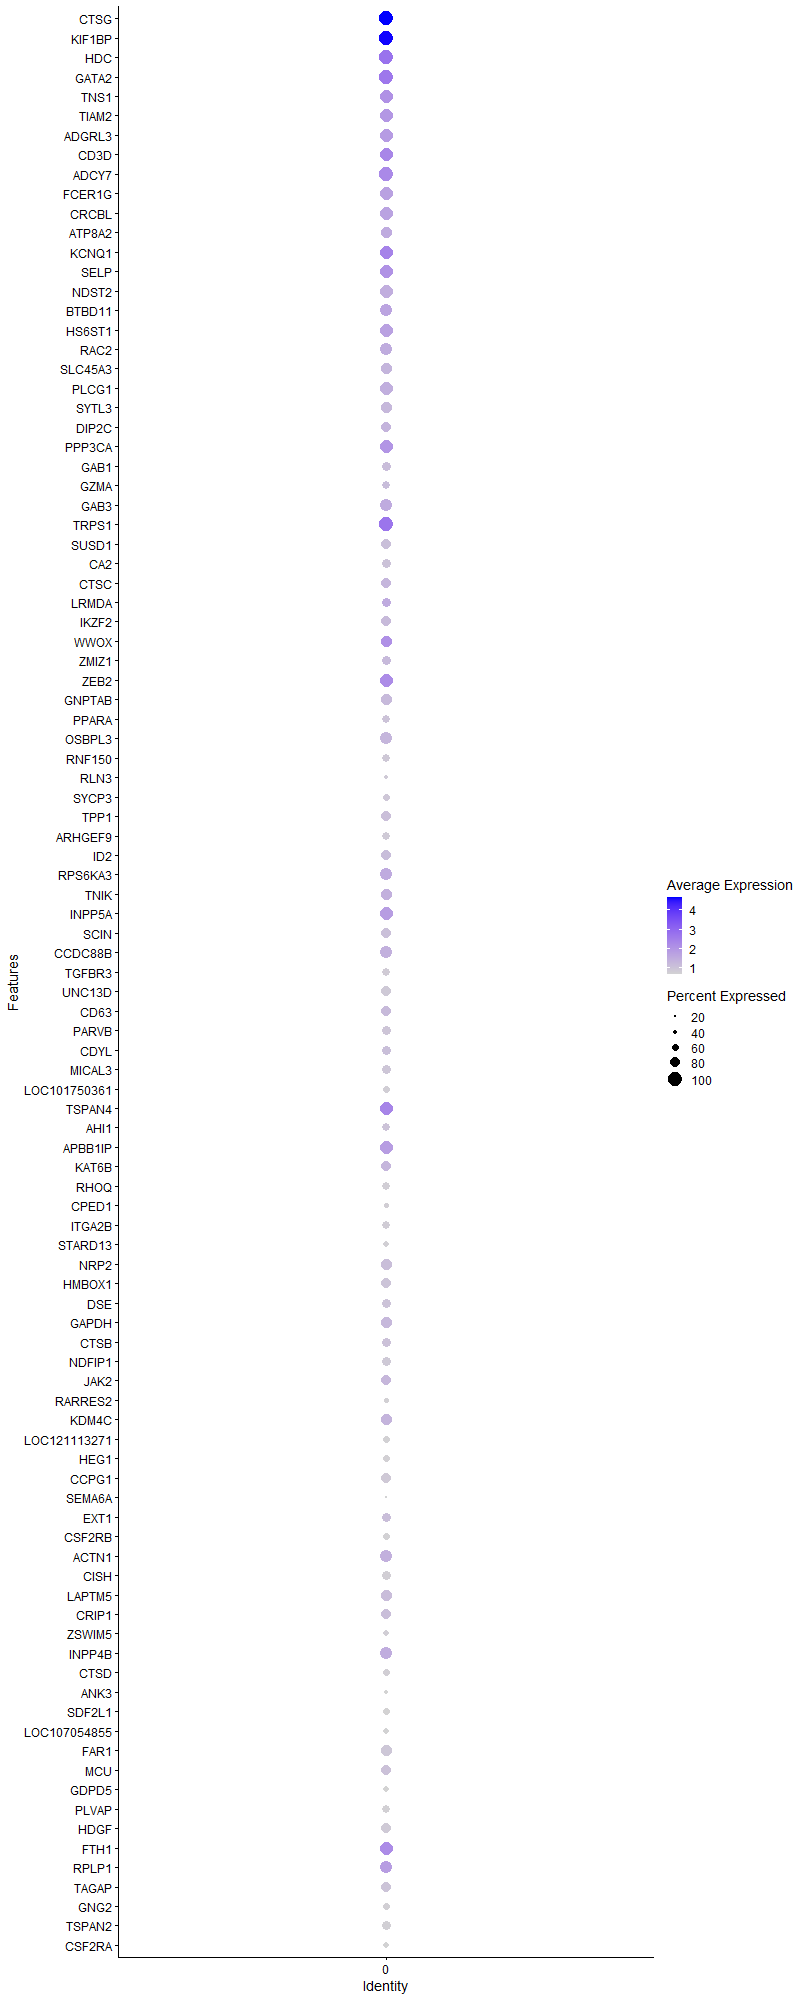 CTSG
KIF1BP
HDC
GATA2
TNS1
TIAM2
ADGRL3
CD3D
ADCY7
FCER1G
CRCBL
ATP8A2
KCNQ1
SELP
NDST2
BTBD11
HS6ST1
RAC2
SLC45A3
PLCG1
SYTL3
DIP2C
PPP3CA
GAB1
GZMA
GAB3
TRPS1
SUSD1
CA2
CTSC
LRMDA
IKZF2
WWOX
ZMIZ1
ZEB2
GNPTAB
PPARA
OSBPL3
RNF150
RLN3
SYCP3
TPP1
ARHGEF9
ID2
RPS6KA3
TNIK
INPP5A
SCIN
CCDC88B
TGFBR3
UNC13D
CD63
PARVB
CDYL
MICAL3
LOC101750361
TSPAN4
AHI1
APBB1IP
KAT6B
RHOQ
CPED1
ITGA2B
STARD13
NRP2
HMBOX1
DSE
GAPDH
CTSB
NDFIP1
JAK2
RARRES2
KDM4C
LOC121113271
HEG1
CCPG1
SEMA6A
EXT1
CSF2RB
ACTN1
CISH
LAPTM5
CRIP1
ZSWIM5
INPP4B
CTSD
ANK3
SDF2L1
LOC107054855
FAR1
MCU
GDPD5
PLVAP
HDGF
FTH1
RPLP1
TAGAP
GNG2
TSPAN2
CSF2RA
Features
0
Identity
Average Expression
4
3
2
1
Percent Expressed
20
40
60
80
100